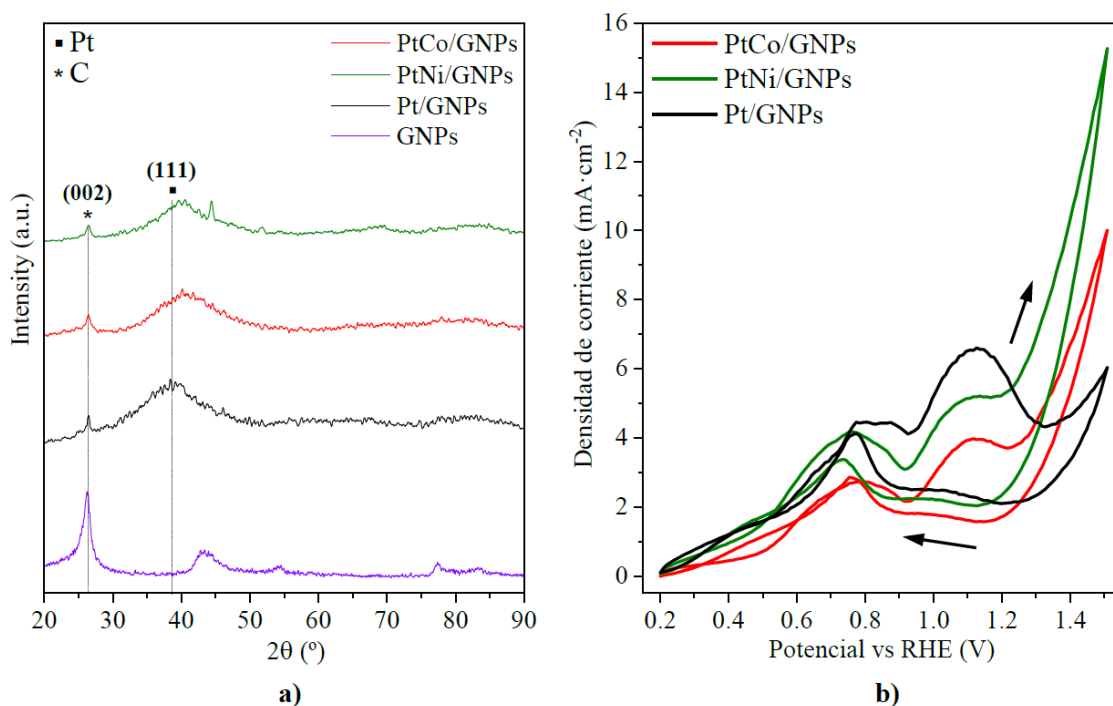 ▪ Pt
* C
PtCo/GNPs
PtNi/GNPs
Pt/GNPs
GNPs
(002)
*
(111)
▪
Intensity (a.u.)
20 30 40 50 60 70 80 90
2θ (º)
a)
16
14
12
10
8
6
4
2
0
PtCo/GNPs
PtNi/GNPs
Pt/GNPs
Densidad de corriente (mA·cm⁻²)
0.2 0.4 0.6 0.8 1.0 1.2 1.4
Potencial vs RHE (V)
b)